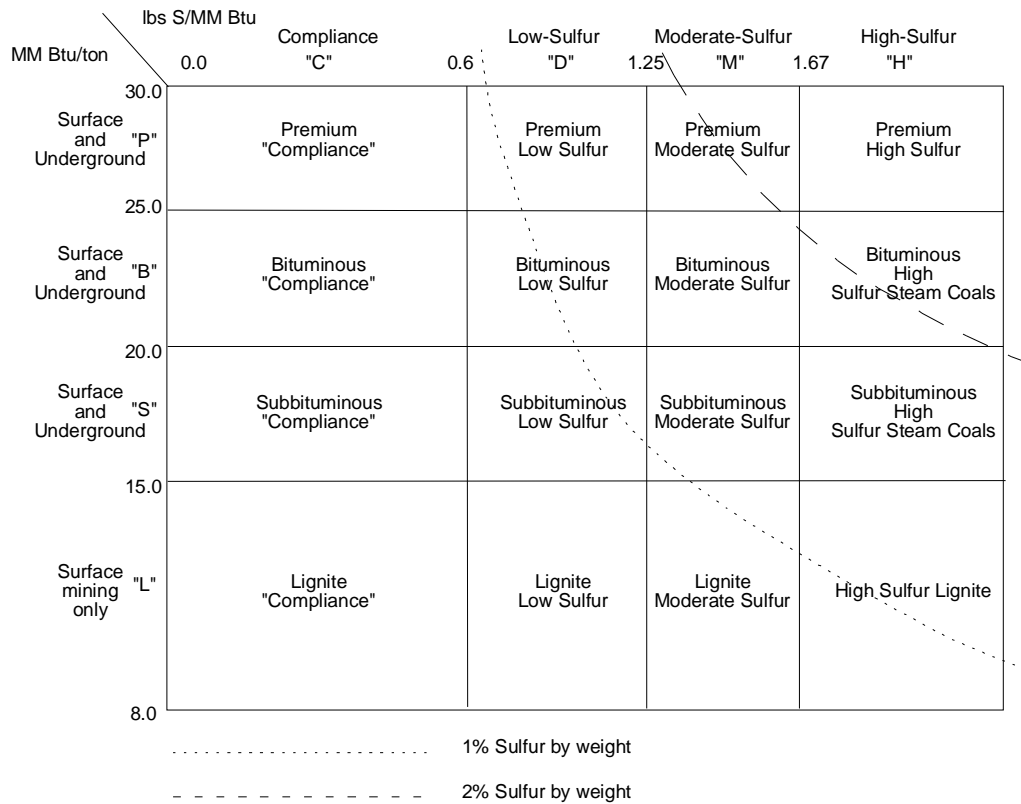 lbs S/MM Btu
MM Btu/ton
Compliance Low-Sulfur Moderate-Sulfur High-Sulfur
0.0 "C" 0.6 "D" 1.25 "M" 1.67 "H"
30.0
Surface
and "P"
Underground
Premium
"Compliance"
Premium
Low Sulfur
Premium
Moderate Sulfur
Premium
High Sulfur
25.0
Surface
and "B"
Underground
Bituminous
"Compliance"
Bituminous
Low Sulfur
Bituminous
Moderate Sulfur
Bituminous
High
Sulfur Steam Coals
20.0
Surface
and "S"
Underground
Subbituminous
"Compliance"
Subbituminous
Low Sulfur
Subbituminous
Moderate Sulfur
Subbituminous
High
Sulfur Steam Coals
15.0
Surface
mining "L"
only
Lignite
"Compliance"
Lignite
Low Sulfur
Lignite
Moderate Sulfur
High Sulfur Lignite
8.0
1% Sulfur by weight
2% Sulfur by weight